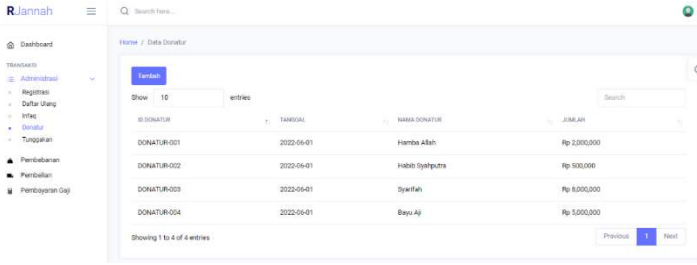 RJannah
Search here...
Home / Data Donatur
Dashboard
TRANSAKSI
Administrasi
Registrasi
Daftar Ulang
Infaq
Donatur
Tunggakan
Pembebanan
Pembelian
Pembayaran Gaji
Tambah
Show 10 entries
Search
ID DONATUR TANGGAL NAMA DONATUR JUMLAH
DONATUR-001 2022-06-01 Hamba Allah Rp 2,000,000
DONATUR-002 2022-06-01 Habib Syahputra Rp 500,000
DONATUR-003 2022-06-01 Syarifah Rp 8,000,000
DONATUR-004 2022-06-01 Bayu Aji Rp 5,000,000
Showing 1 to 4 of 4 entries
Previous 1 Next